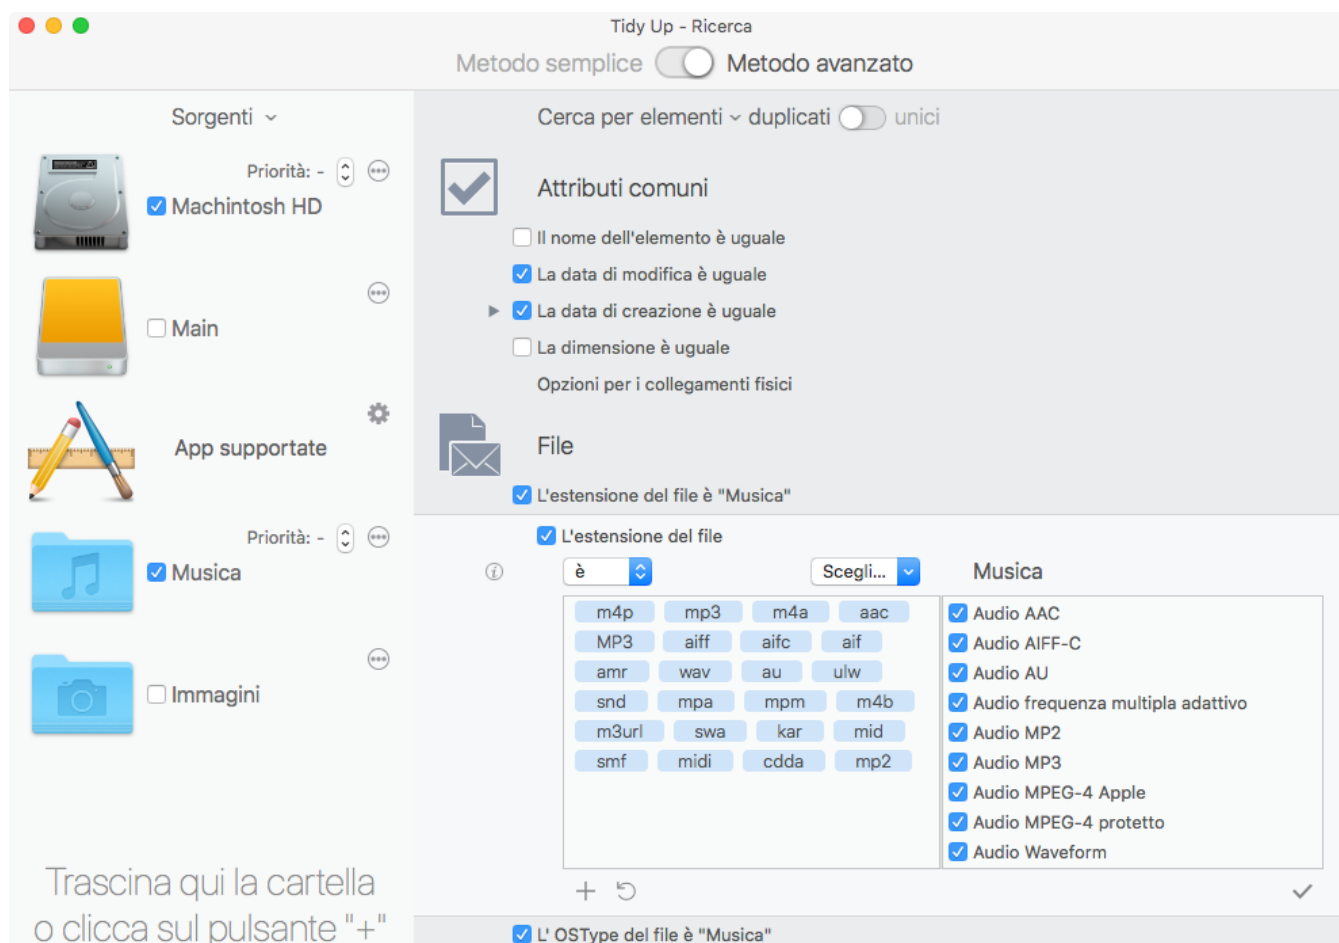 Tidy Up - Ricerca
Metodo semplice Metodo avanzato
Sorgenti
Priorità: -
Machintosh HD
Main
App supportate
Priorità: -
Musica
Immagini
Trascina qui la cartella
o clicca sul pulsante "+"
Cerca per elementi duplicati unici
Attributi comuni
Il nome dell'elemento è uguale
La data di modifica è uguale
La data di creazione è uguale
La dimensione è uguale
Opzioni per i collegamenti fisici
File
L'estensione del file è "Musica"
L'estensione del file
è Scegli... Musica
m4p mp3 m4a aac
MP3 aiff aifc aif
amr wav au ulw
snd mpa mpm m4b
m3url swa kar mid
smf midi cdda mp2
Audio AAC
Audio AIFF-C
Audio AU
Audio frequenza multipla adattivo
Audio MP2
Audio MP3
Audio MPEG-4 Apple
Audio MPEG-4 protetto
Audio Waveform
L' OSType del file è "Musica"